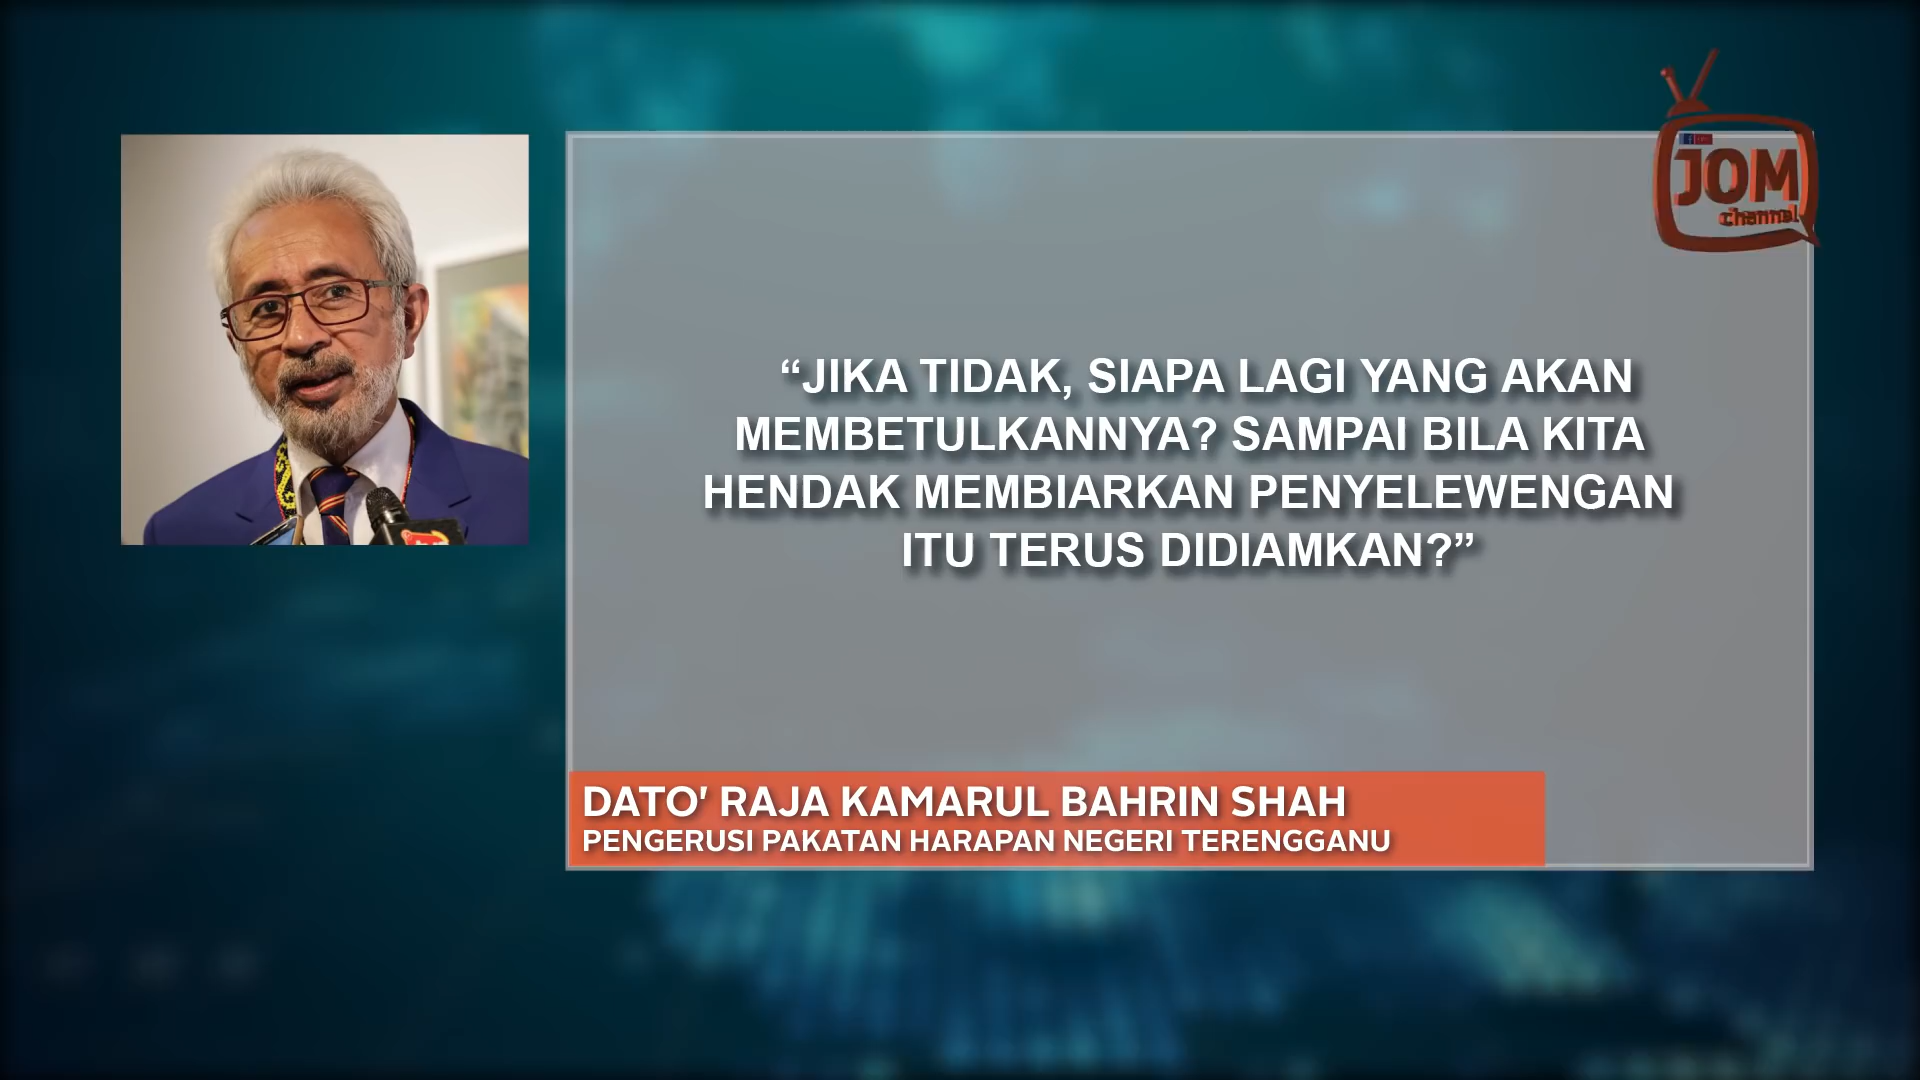 JOM
channel
“JIKA TIDAK, SIAPA LAGI YANG AKAN
MEMBETULKANNYA? SAMPAI BILA KITA
HENDAK MEMBIARKAN PENYELEWENGAN
ITU TERUS DIDIAMKAN?”
DATO' RAJA KAMARUL BAHRIN SHAH
PENGERUSI PAKATAN HARAPAN NEGERI TERENGGANU